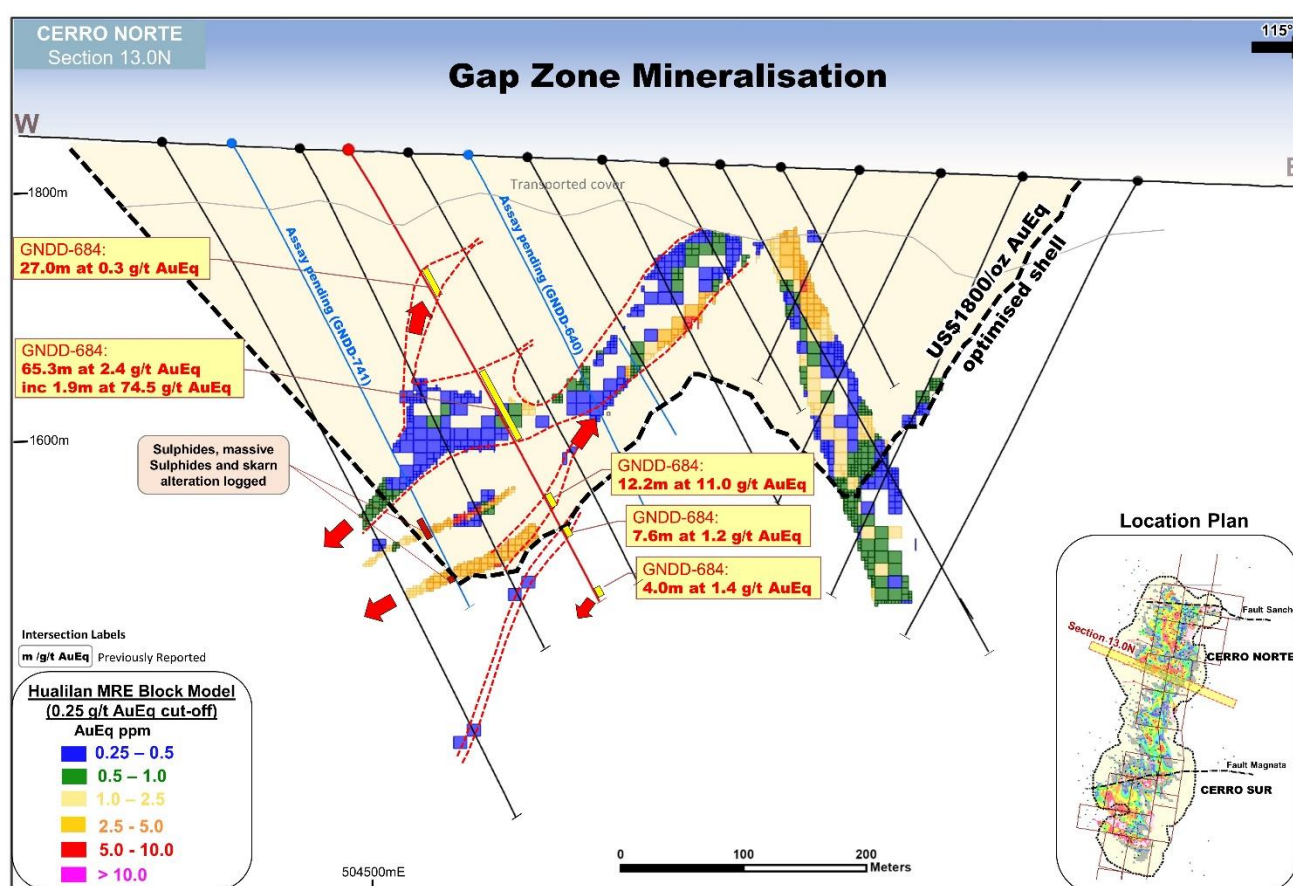 CERRO NORTE
Section 13.0N
115°
Gap Zone Mineralisation
W
E
1800m
Transported cover
Assay pending (GNDD-741)
Assay pending (GNDD-640)
US$1800/oz AuEq
optimised shell
GNDD-684:
27.0m at 0.3 g/t AuEq
GNDD-684:
65.3m at 2.4 g/t AuEq
inc 1.9m at 74.5 g/t AuEq
1600m
Sulphides, massive
Sulphides and skarn
alteration logged
GNDD-684:
12.2m at 11.0 g/t AuEq
GNDD-684:
7.6m at 1.2 g/t AuEq
GNDD-684:
4.0m at 1.4 g/t AuEq
Intersection Labels
m /g/t AuEq Previously Reported
Hualilan MRE Block Model
(0.25 g/t AuEq cut-off)
AuEq ppm
0.25 – 0.5
0.5 – 1.0
1.0 – 2.5
2.5 - 5.0
5.0 - 10.0
> 10.0
504500mE
0 100 200
Meters
Location Plan
Fault Sanche
Section 13.0N
CERRO NORTE
Fault Magnata
CERRO SUR